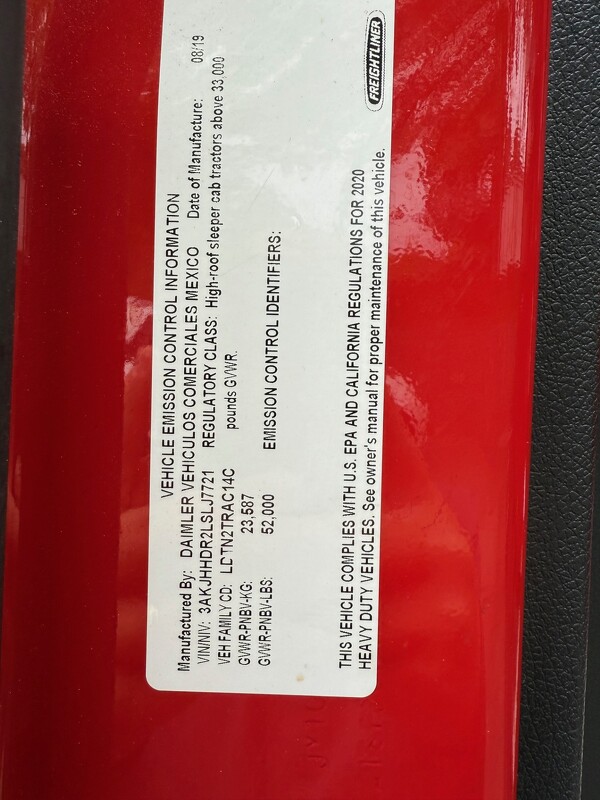 VEHICLE EMISSION CONTROL INFORMATION
Manufactured By: DAIMLER VEHICULOS COMERCIALES MEXICO Date of Manufacture: 08/19
VIN/NIV: 3AKJHHDR2LSLJ7721 REGULATORY CLASS: High-roof sleeper cab tractors above 33,000
VEH FAMILY CD: LDTN2TRAC14C pounds GVWR.
GVWR-PNBV-KG: 23,587
GVWR-PNBV-LBS: 52,000 EMISSION CONTROL IDENTIFIERS:
THIS VEHICLE COMPLIES WITH U.S. EPA AND CALIFORNIA REGULATIONS FOR 2020
HEAVY DUTY VEHICLES. See owner's manual for proper maintenance of this vehicle.
FREIGHTLINER